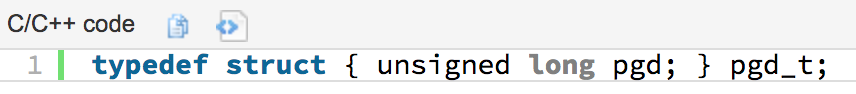 C/C++ code
1 typedef struct { unsigned long pgd; } pgd_t;